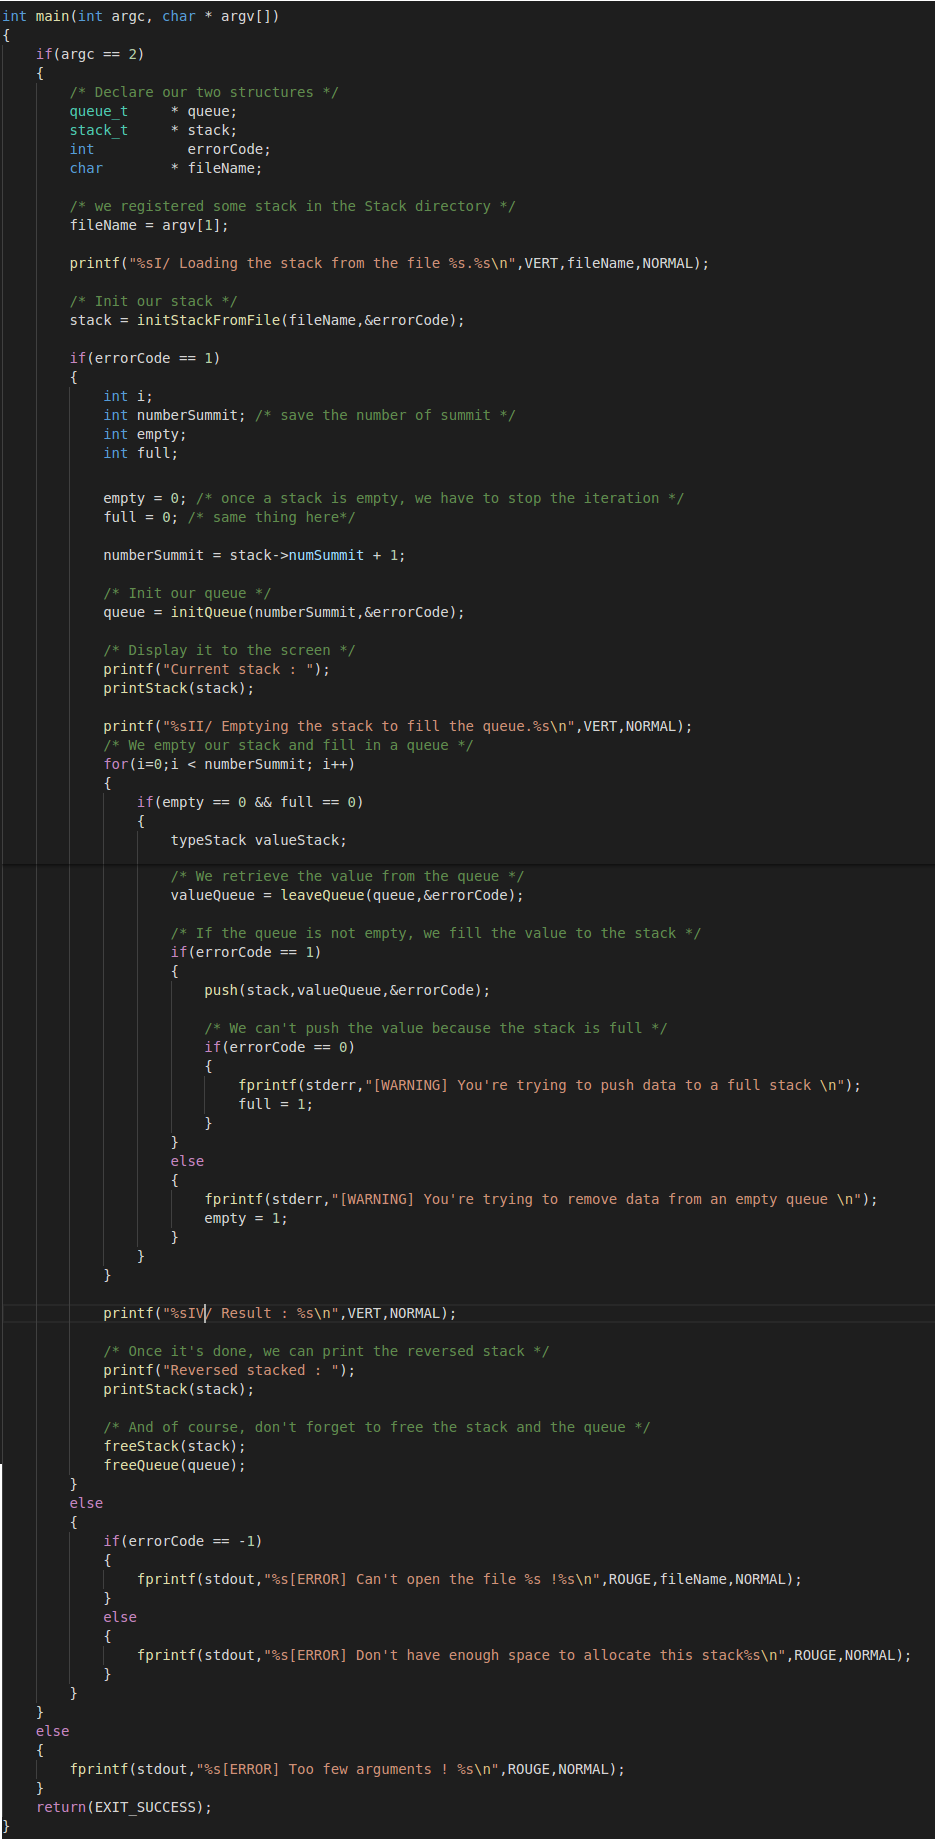 int main(int argc, char * argv[])
{
    if(argc == 2)
    {
        /* Declare our two structures */
        queue_t     * queue;
        stack_t     * stack;
        int           errorCode;
        char        * fileName;

        /* we registered some stack in the Stack directory */
        fileName = argv[1];

        printf("%sI/ Loading the stack from the file %s.%s\n",VERT,fileName,NORMAL);

        /* Init our stack */
        stack = initStackFromFile(fileName,&errorCode);

        if(errorCode == 1)
        {
            int i;
            int numberSummit; /* save the number of summit */
            int empty;
            int full;

            empty = 0; /* once a stack is empty, we have to stop the iteration */
            full = 0; /* same thing here*/

            numberSummit = stack->numSummit + 1;

            /* Init our queue */
            queue = initQueue(numberSummit,&errorCode);

            /* Display it to the screen */
            printf("Current stack : ");
            printStack(stack);

            printf("%sII/ Emptying the stack to fill the queue.%s\n",VERT,NORMAL);
            /* We empty our stack and fill in a queue */
            for(i=0;i < numberSummit; i++)
            {
                if(empty == 0 && full == 0)
                {
                    typeStack valueStack;

                    /* We retrieve the value from the queue */
                    valueQueue = leaveQueue(queue,&errorCode);

                    /* If the queue is not empty, we fill the value to the stack */
                    if(errorCode == 1)
                    {
                        push(stack,valueQueue,&errorCode);

                        /* We can't push the value because the stack is full */
                        if(errorCode == 0)
                        {
                            fprintf(stderr,"[WARNING] You're trying to push data to a full stack \n");
                            full = 1;
                        }
                    }
                    else
                    {
                        fprintf(stderr,"[WARNING] You're trying to remove data from an empty queue \n");
                        empty = 1;
                    }
                }
            }

            printf("%sIV/ Result : %s\n",VERT,NORMAL);

            /* Once it's done, we can print the reversed stack */
            printf("Reversed stacked : ");
            printStack(stack);

            /* And of course, don't forget to free the stack and the queue */
            freeStack(stack);
            freeQueue(queue);
        }
        else
        {
            if(errorCode == -1)
            {
                fprintf(stdout,"%s[ERROR] Can't open the file %s !%s\n",ROUGE,fileName,NORMAL);
            }
            else
            {
                fprintf(stdout,"%s[ERROR] Don't have enough space to allocate this stack%s\n",ROUGE,NORMAL);
            }
        }
    }
    else
    {
        fprintf(stdout,"%s[ERROR] Too few arguments ! %s\n",ROUGE,NORMAL);
    }
    return(EXIT_SUCCESS);
}